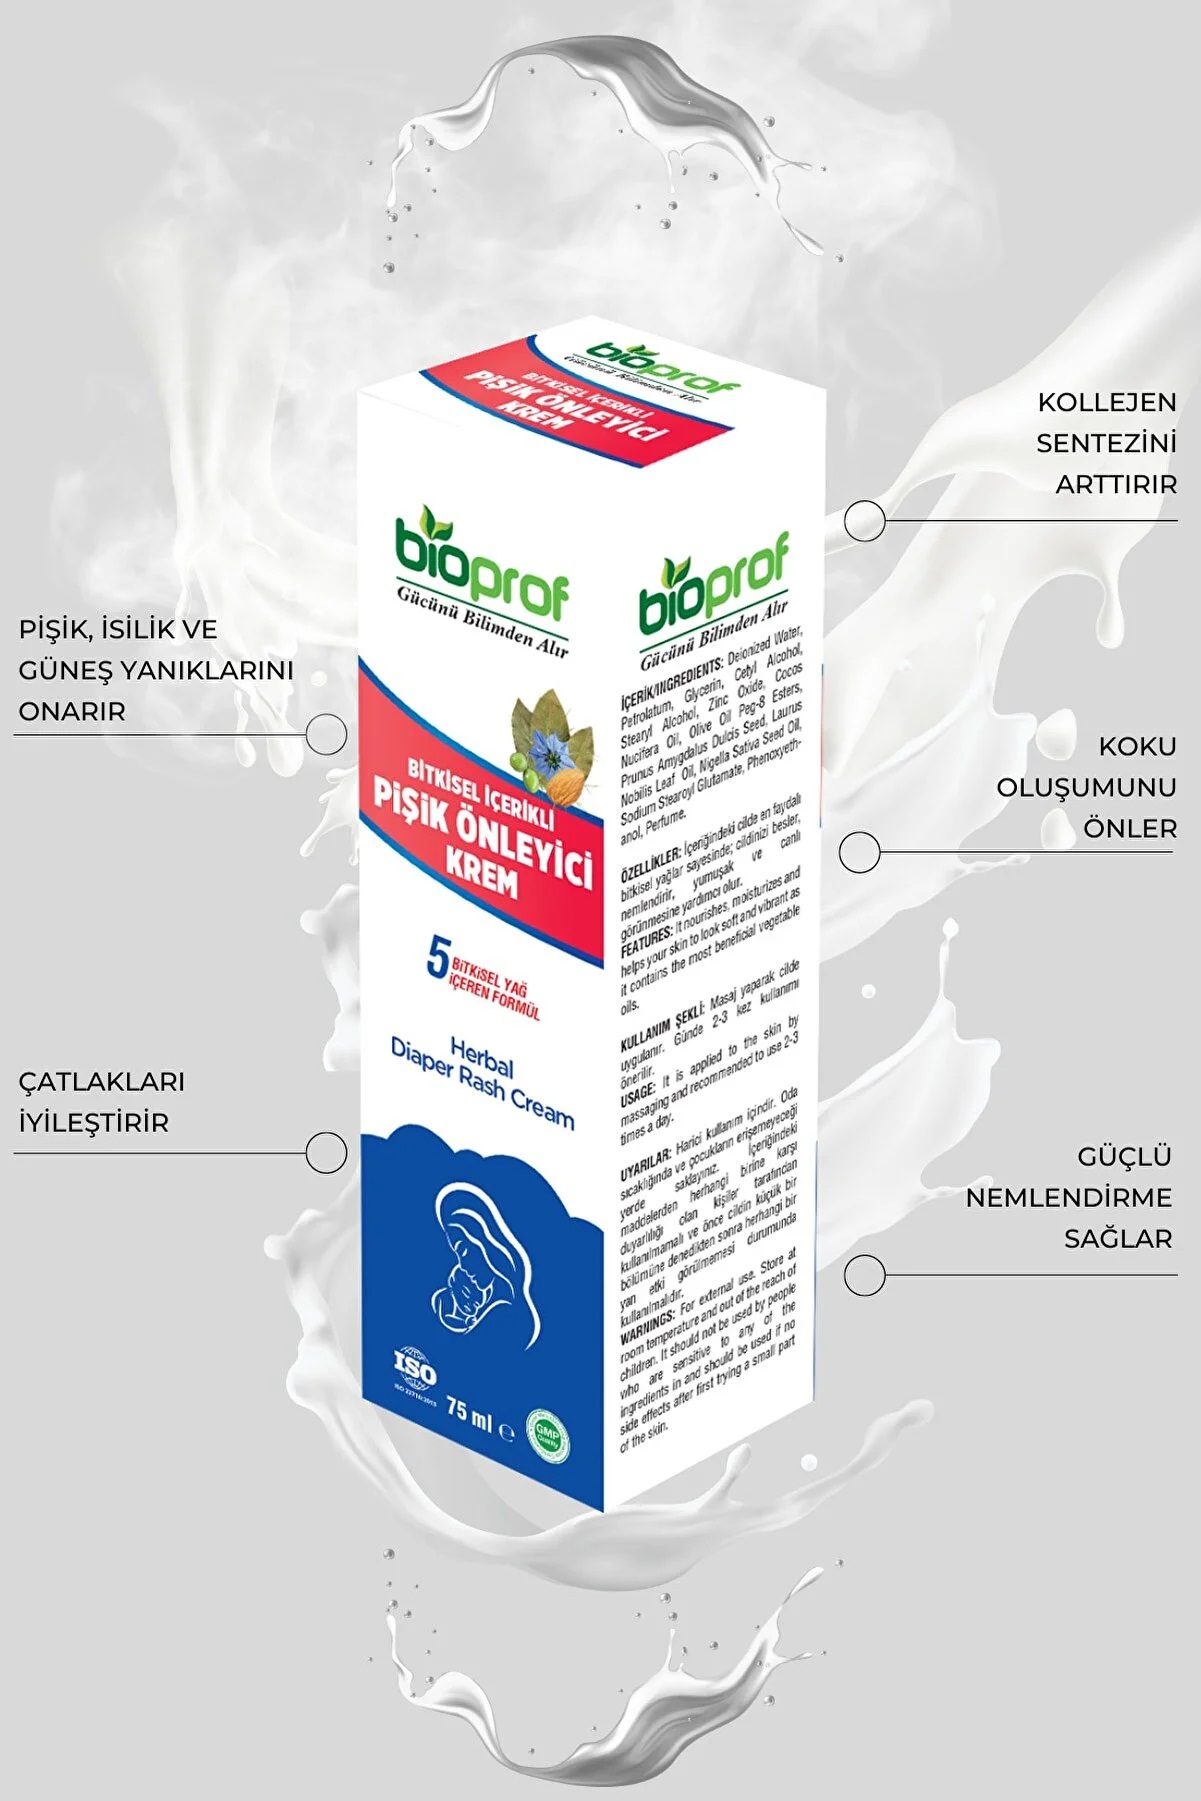 bioprof
Gücünü Bilimden Alır
BİTKİSEL İÇERİKLİ
PİŞİK ÖNLEYİCİ
KREM
KOLLEJEN
SENTEZİNİ
ARTTIRIR
PİŞİK, İSİLİK VE
GÜNEŞ YANIKLARINI
ONARIR
KOKU
OLUŞUMUNU
ÖNLER
ÇATLAKLARI
İYİLEŞTİRİR
GÜÇLÜ
NEMLENDİRME
SAĞLAR
bioprof
Gücünü Bilimden Alır
BİTKİSEL İÇERİKLİ
PİŞİK ÖNLEYİCİ
KREM
5 BİTKİSEL YAĞ
İÇEREN FORMÜL
Herbal
Diaper Rash Cream
ISO
ISO 22716:2013
75 ml e
GMP
Quality
bioprof
Gücünü Bilimden Alır
İÇERİK/INGREDIENTS: Deionized Water,
Petrolatum, Glycerin, Cetyl Alcohol,
Stearyl Alcohol, Zinc Oxide, Cocos
Nucifera Oil, Olive Oil Peg-8 Esters,
Prunus Amygdalus Dulcis Seed, Laurus
Nobilis Leaf Oil, Nigella Sativa Seed Oil,
Sodium Stearoyl Glutamate, Phenoxyeth-
anol, Perfume.
ÖZELLİKLER: İçeriğindeki cilde en faydalı
bitkisel yağlar sayesinde; cildinizi besler,
nemlendirir, yumuşak ve canlı
görünmesine yardımcı olur.
FEATURES: It nourishes, moisturizes and
helps your skin to look soft and vibrant as
it contains the most beneficial vegetable
oils.
KULLANIM ŞEKLİ: Masaj yaparak cilde
uygulanır. Günde 2-3 kez kullanımı
önerilir.
USAGE: It is applied to the skin by
massaging and recommended to use 2-3
times a day.
UYARILAR: Harici kullanım içindir. Oda
sıcaklığında ve çocukların erişemeyeceği
yerde saklayınız. İçeriğindeki
maddelerden herhangi birine karşı
duyarlılığı olan kişiler tarafından
kullanılmamalı ve önce cildin küçük bir
bölümüne denedikten sonra herhangi bir
yan etki görülmemesi durumunda
kullanılmalıdır.
WARNINGS: For external use. Store at
room temperature and out of the reach of
children. It should not be used by people
who are sensitive to any of the
ingredients in and should be used if no
side effects after first trying a small part
of the skin.